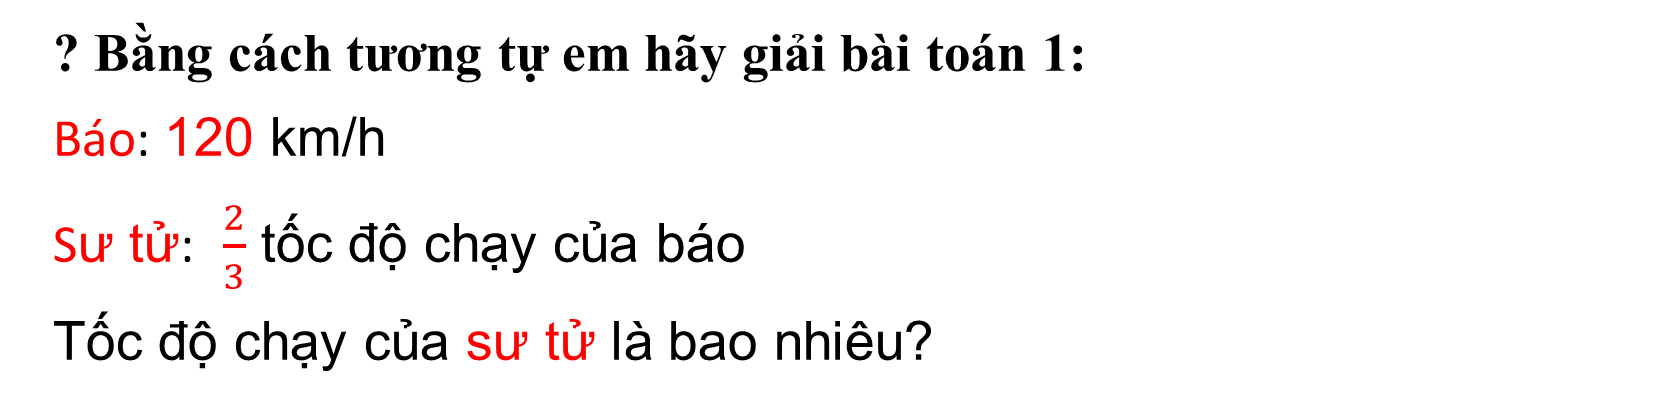 ? Bằng cách tương tự em hãy giải bài toán 1:
Báo: 120 km/h
Sư tử: 2/3 tốc độ chạy của báo
Tốc độ chạy của sư tử là bao nhiêu?